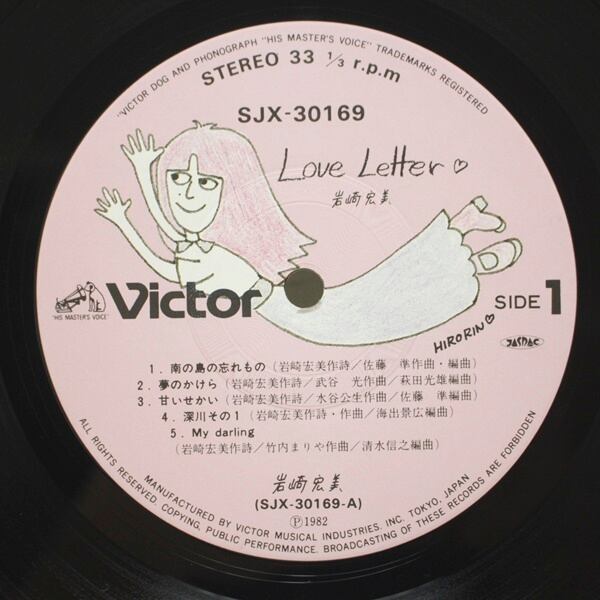 "VICTOR DOG AND PHONOGRAPH "HIS MASTER'S VOICE" TRADEMARKS REGISTERED
STEREO 33 1/3 r.p.m
SJX-30169
Love Letter ♡
岩崎宏美
Victor
"HIS MASTER'S VOICE"
SIDE 1
HIRORIN♡
JASRAC
1. 南の島の忘れもの (岩崎宏美作詩/佐藤 準作曲・編曲)
2. 夢のかけら (岩崎宏美作詩/武谷 光作曲/萩田光雄編曲)
3. 甘いせかい (岩崎宏美作詩/水谷公生作曲/佐藤 準編曲)
4. 深川その1 (岩崎宏美作詩・作曲/海出景広編曲)
5. My darling
(岩崎宏美作詩/竹内まりや作曲/清水信之編曲)
岩崎宏美
(SJX-30169-A)
Ⓟ1982
MANUFACTURED BY VICTOR MUSICAL INDUSTRIES, INC. TOKYO, JAPAN
ALL RIGHTS RESERVED. COPYING, PUBLIC PERFORMANCE, BROADCASTING OF THESE RECORDS ARE FORBIDDEN